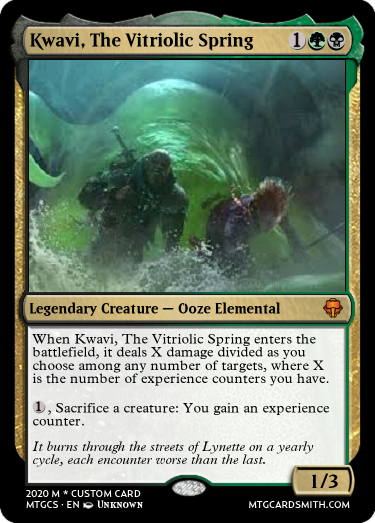 Kwavi, The Vitriolic Spring 1
Legendary Creature — Ooze Elemental
When Kwavi, The Vitriolic Spring enters the
battlefield, it deals X damage divided as you
choose among any number of targets, where X
is the number of experience counters you have.
1, Sacrifice a creature: You gain an experience
counter.
It burns through the streets of Lynette on a yearly
cycle, each encounter worse than the last.
1/3
2020 M * CUSTOM CARD
MTGCS · EN Unknown
MTGCARDSMITH.COM